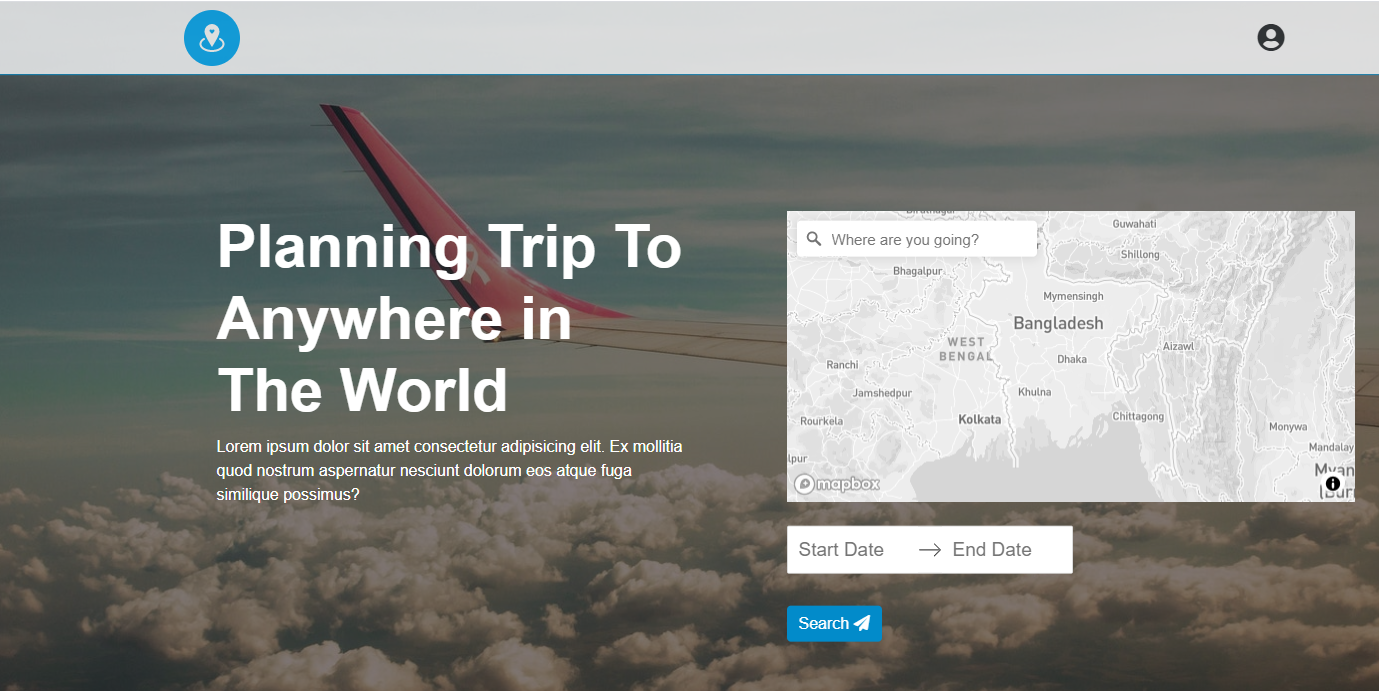 Planning Trip To
Anywhere in
The World
Lorem ipsum dolor sit amet consectetur adipisicing elit. Ex mollitia
quod nostrum aspernatur nesciunt dolorum eos atque fuga
similique possimus?
Where are you going?
Guwahati
Shillong
Bhagalpur
Mymensingh
Bangladesh
WEST
BENGAL
Aizawl
Dhaka
Ranchi
Jamshedpur
Khulna
Rourkela
Kolkata
Chittagong
Monywa
Mandalay
mapbox
Start Date → End Date
Search